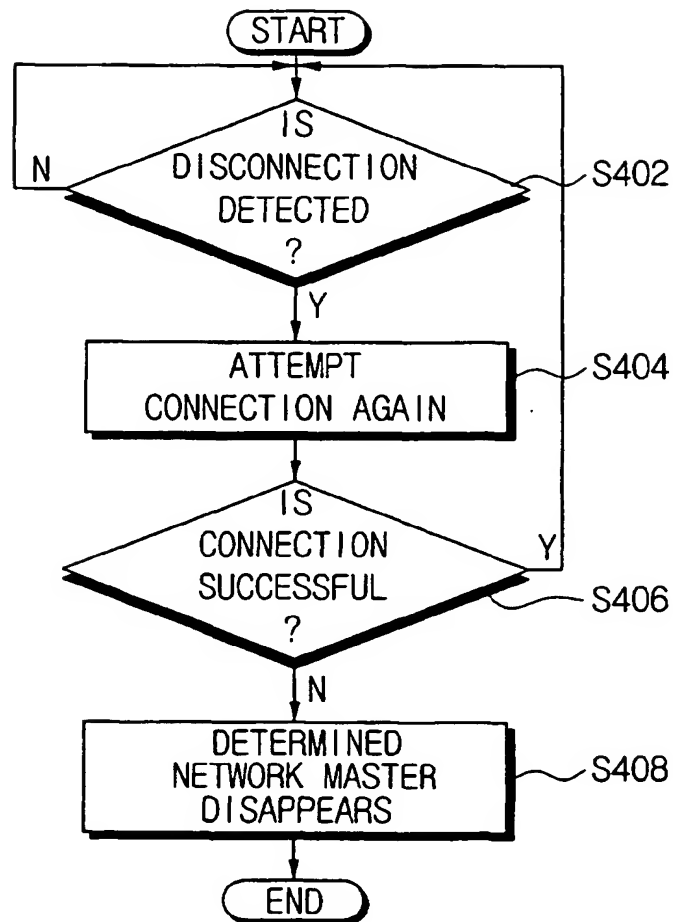 START
IS
DISCONNECTION
DETECTED
?
N
S402
Y
ATTEMPT
CONNECTION AGAIN
S404
IS
CONNECTION
SUCCESSFUL
?
Y
S406
N
DETERMINED
NETWORK MASTER
DISAPPEARS
S408
END